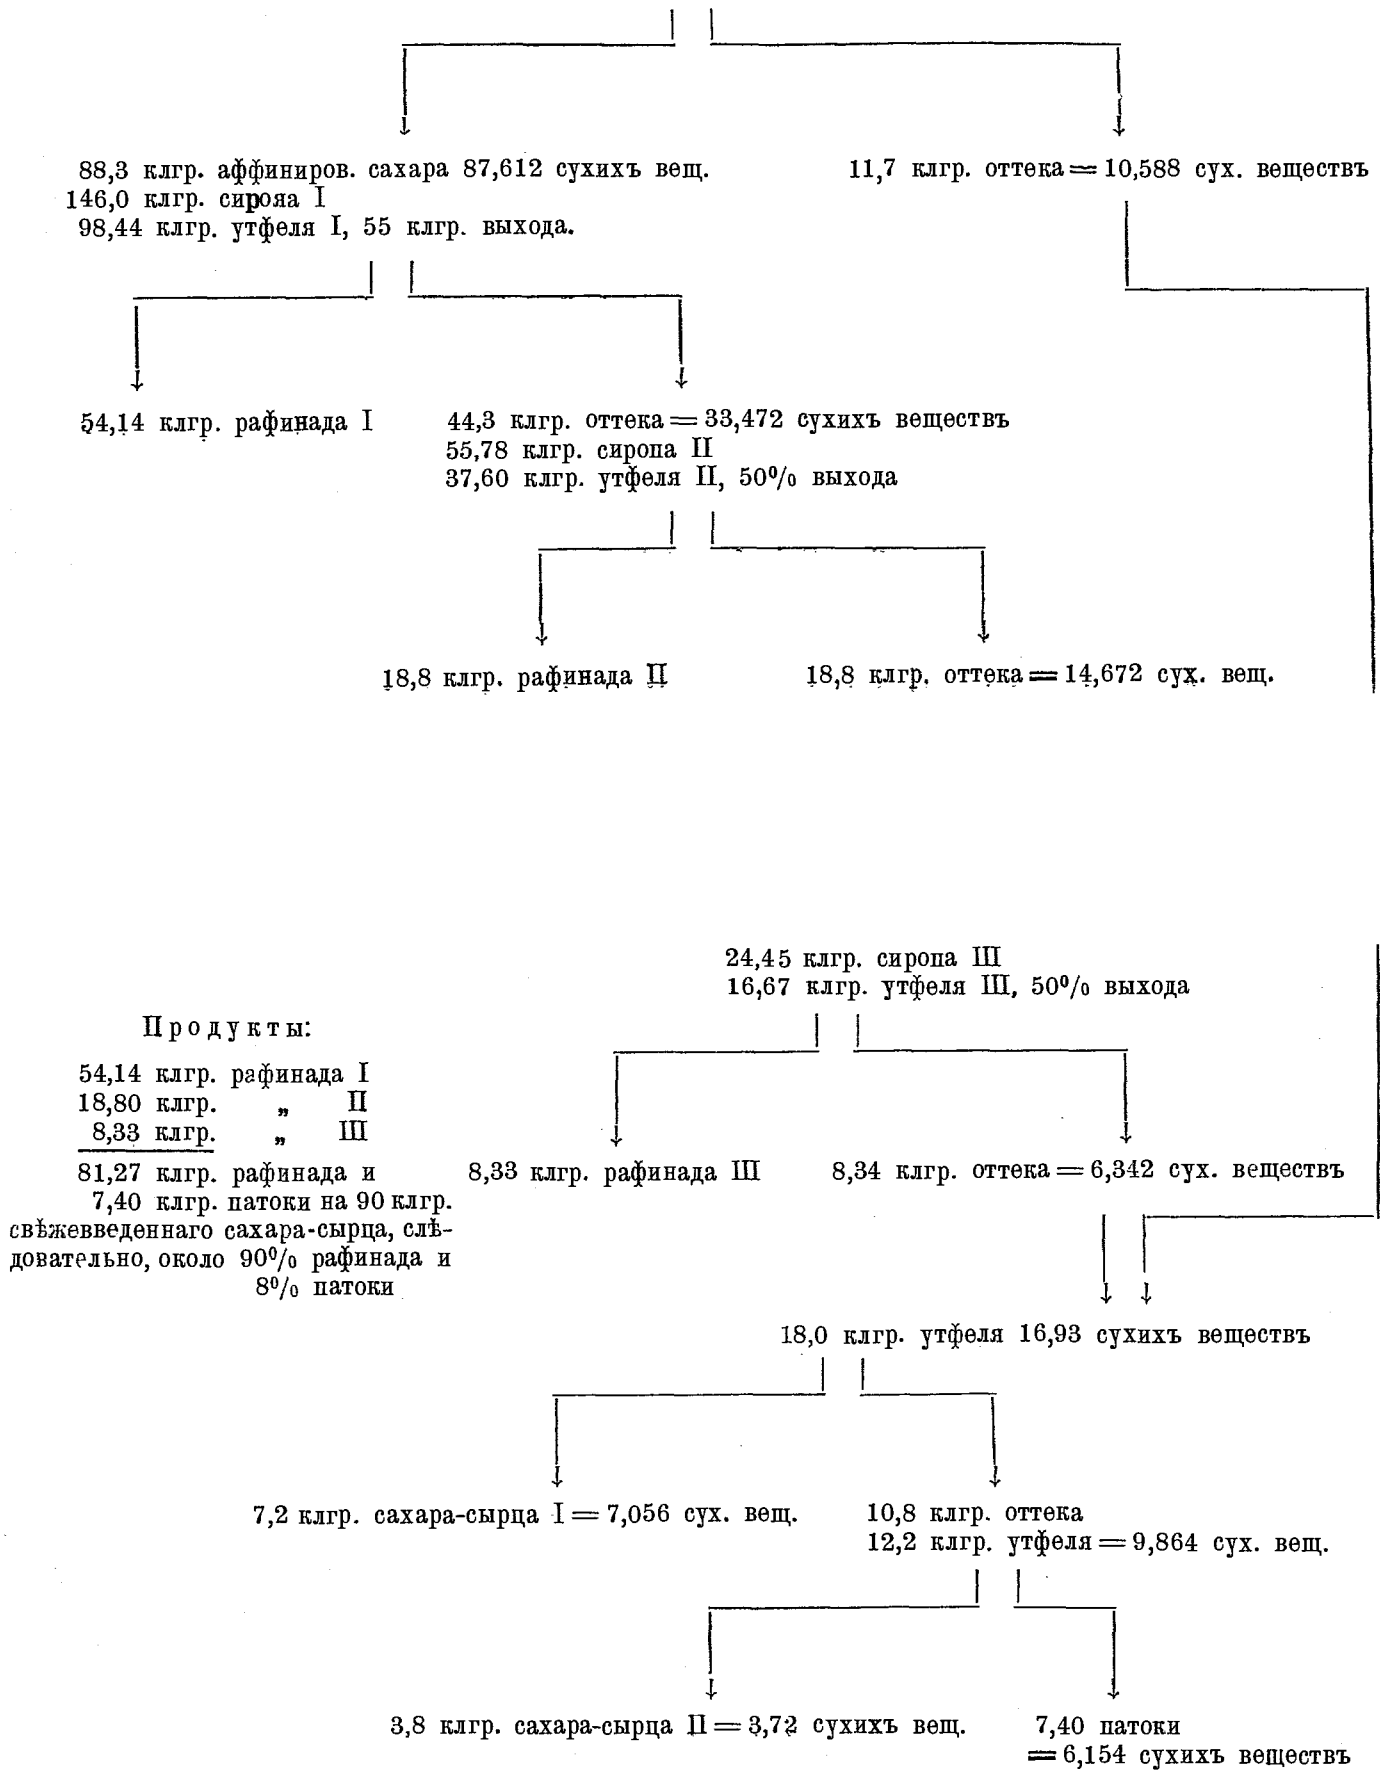 88,3 клгр. аффиниров. сахара 87,612 сухихъ вещ.
146,0 клгр. сирояа I
98,44 клгр. утфеля I, 55 клгр. выхода.
11,7 клгр. оттека = 10,588 сух. веществъ
54,14 клгр. рафинада I
44,3 клгр. оттека = 33,472 сухихъ веществъ
55,78 клгр. сиропа II
37,60 клгр. утфеля II, 50% выхода
18,8 клгр. рафинада II
18,8 клгр. оттека = 14,672 сух. вещ.
24,45 клгр. сиропа III
16,67 клгр. утфеля III, 50% выхода
Продукты:
54,14 клгр. рафинада I
18,80 клгр. „ II
8,33 клгр. „ III
81,27 клгр. рафинада и
7,40 клгр. патоки на 90 клгр.
свѣжевведеннаго сахара-сырца, слѣ-
довательно, около 90% рафинада и
8% патоки
8,33 клгр. рафинада III
8,34 клгр. оттека = 6,342 сух. веществъ
18,0 клгр. утфеля 16,93 сухихъ веществъ
7,2 клгр. сахара-сырца I = 7,056 сух. вещ.
10,8 клгр. оттека
12,2 клгр. утфеля = 9,864 сух. вещ.
3,8 клгр. сахара-сырца II = 3,72 сухихъ вещ.
7,40 патоки
= 6,154 сухихъ веществъ